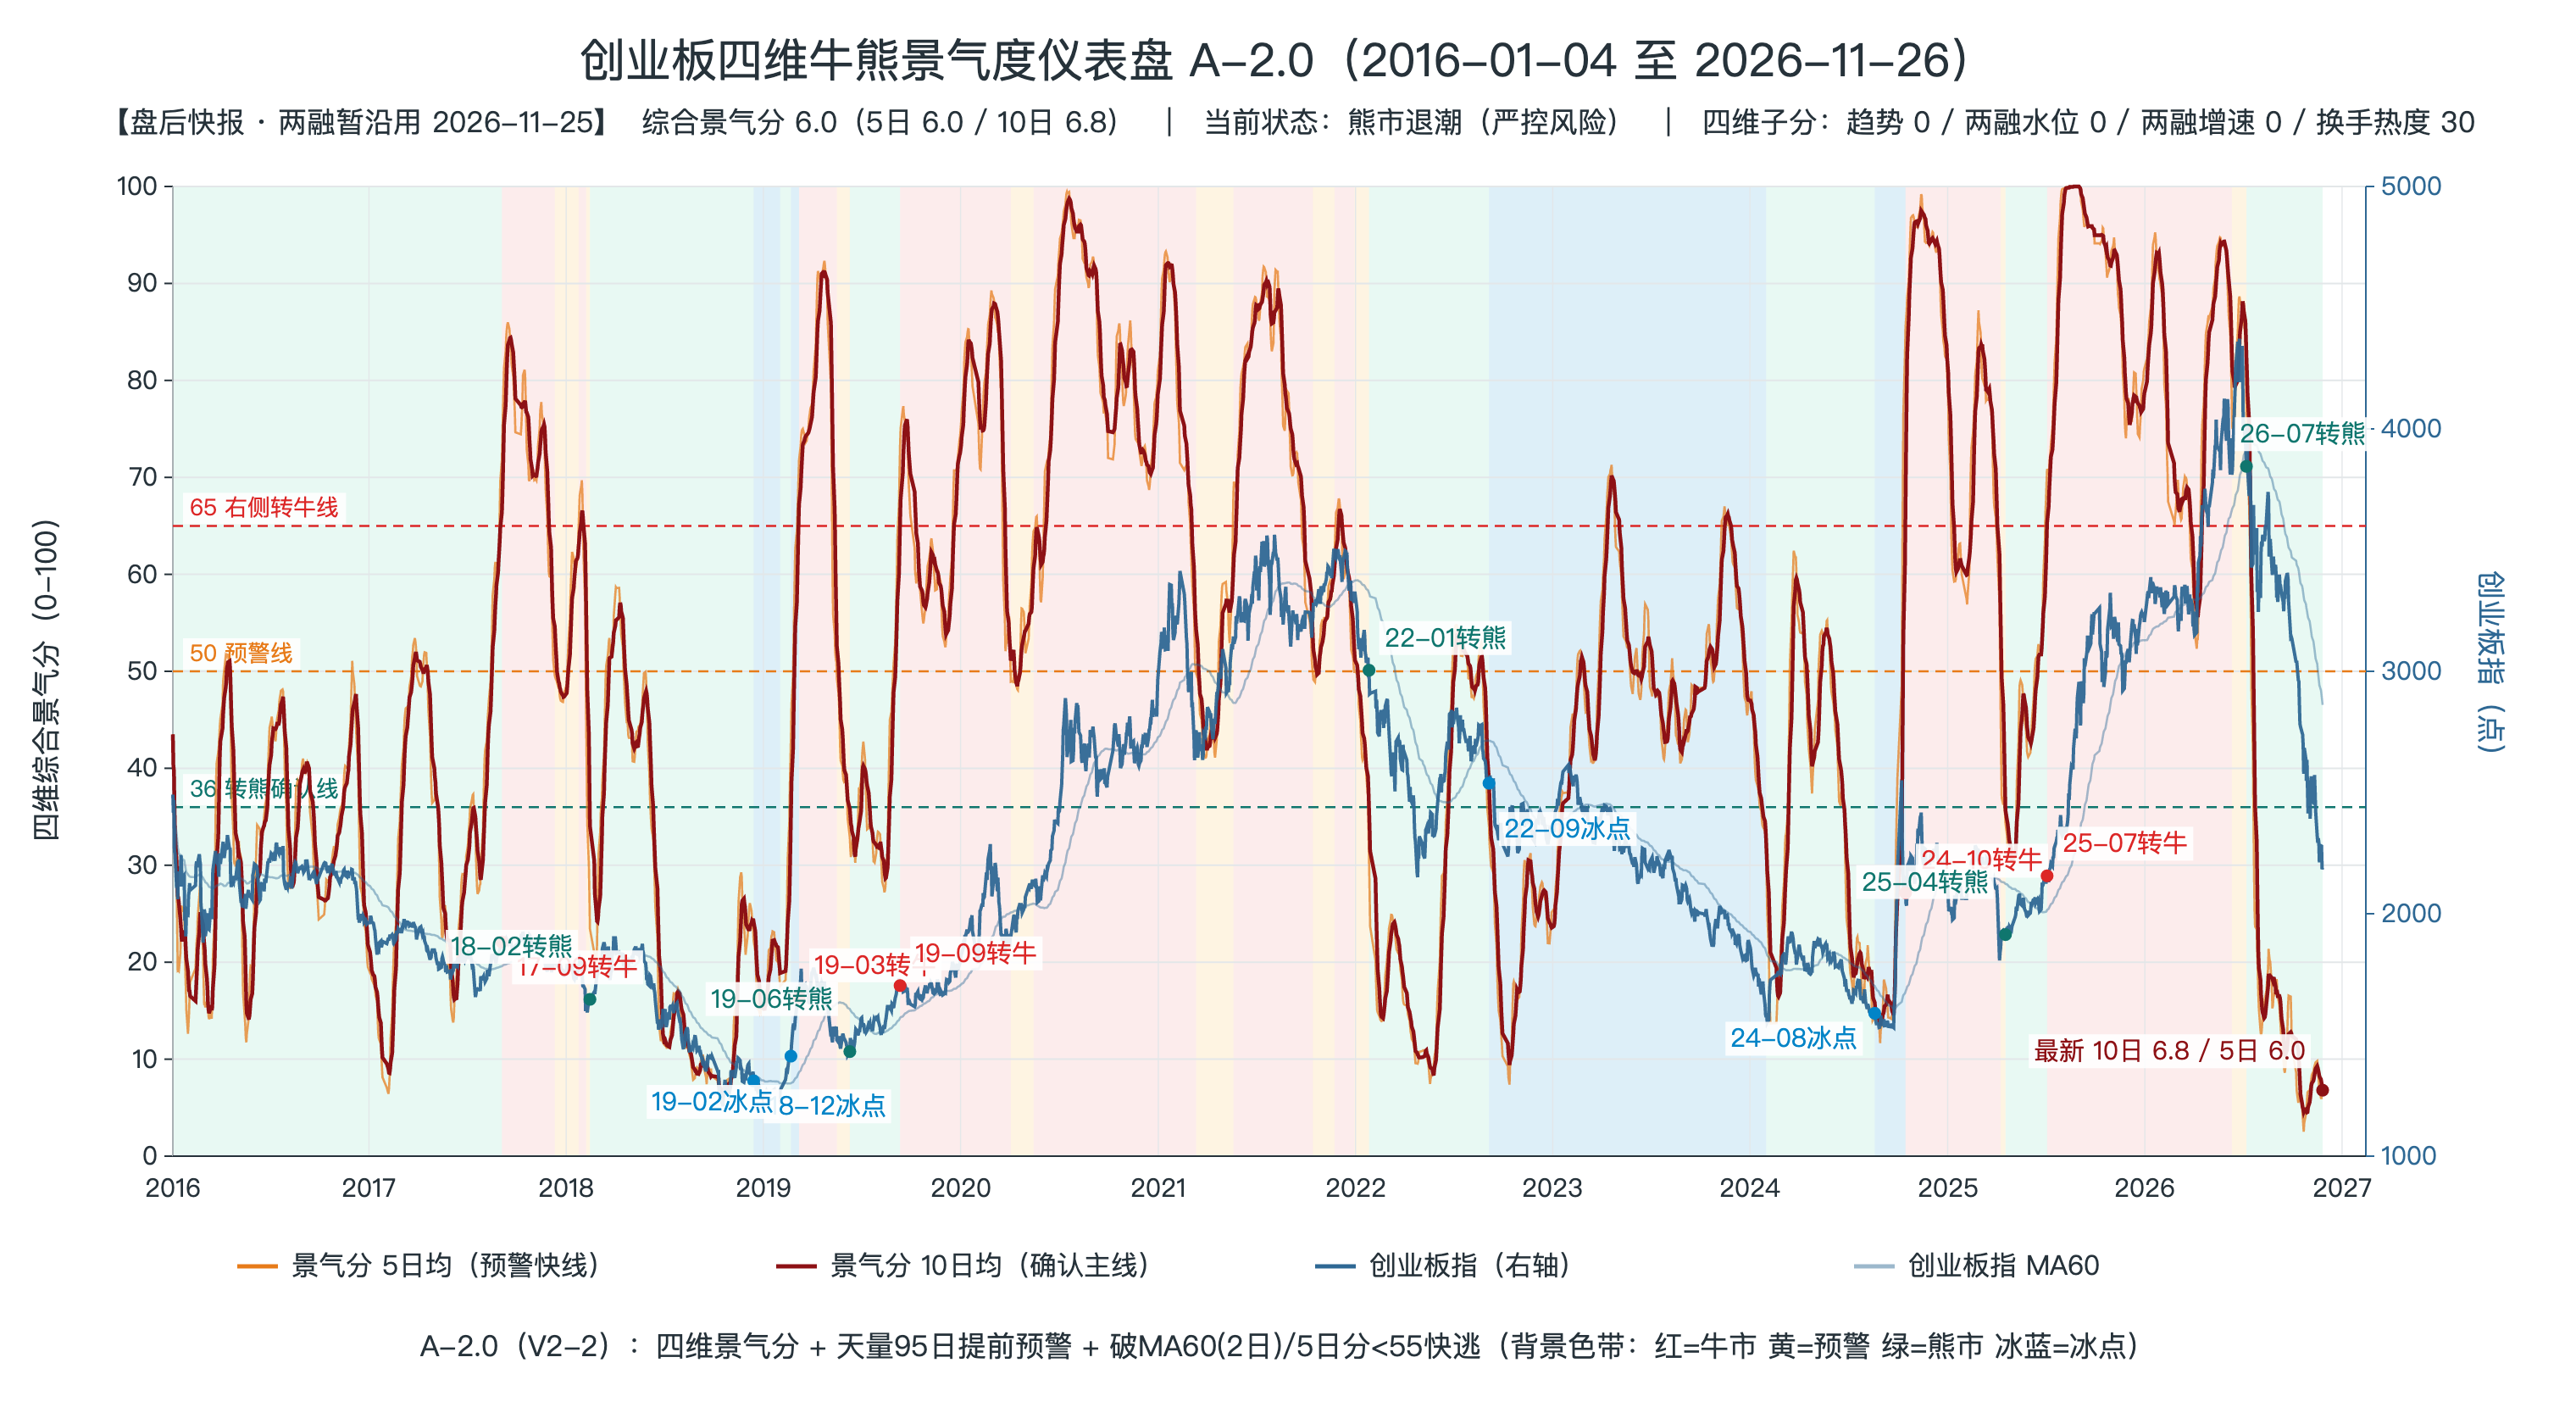 创业板四维牛熊景气度仪表盘 A-2.0（2016-01-04 至 2026-11-26）
【盘后快报 · 两融暂沿用 2026-11-25】 综合景气分 6.0（5日 6.0 / 10日 6.8） ｜ 当前状态：熊市退潮（严控风险） ｜ 四维子分：趋势 0 / 两融水位 0 / 两融增速 0 / 换手热度 30
四维综合景气分（0-100）
100
90
80
70
60
50
40
30
20
10
0
65 右侧转牛线
50 预警线
36 转熊确认线
18-02转熊
17-09转牛
19-02冰点
8-12冰点
19-06转熊
19-03转牛
19-09转牛
22-01转熊
22-09冰点
24-08冰点
25-04转熊
24-10转牛
25-07转牛
26-07转熊
最新 10日 6.8 / 5日 6.0
5000
4000
3000
2000
1000
创业板指（点）
2016
2017
2018
2019
2020
2021
2022
2023
2024
2025
2026
2027
景气分 5日均（预警快线）
景气分 10日均（确认主线）
创业板指（右轴）
创业板指 MA60
A-2.0（V2-2）：四维景气分 + 天量95日提前预警 + 破MA60(2日)/5日分<55快逃（背景色带：红=牛市 黄=预警 绿=熊市 冰蓝=冰点）